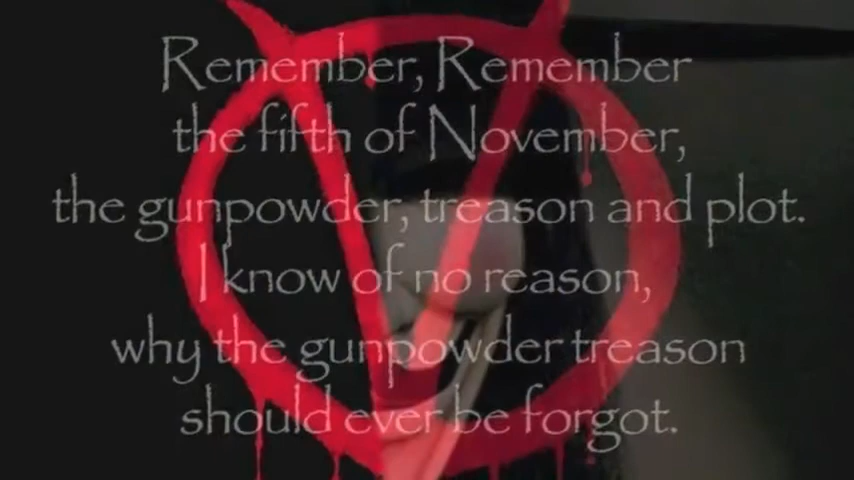 Remember, Remember
the fifth of November,
the gunpowder, treason and plot.
I know of no reason,
why the gunpowder treason
should ever be forgot.